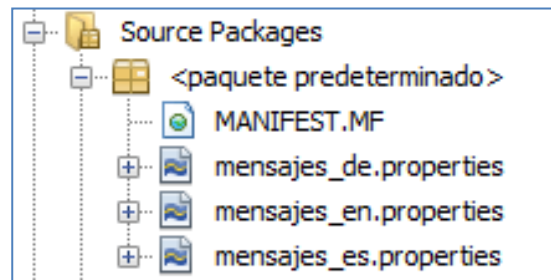 Source Packages
<paquete predeterminado>
MANIFEST.MF
mensajes_de.properties
mensajes_en.properties
mensajes_es.properties